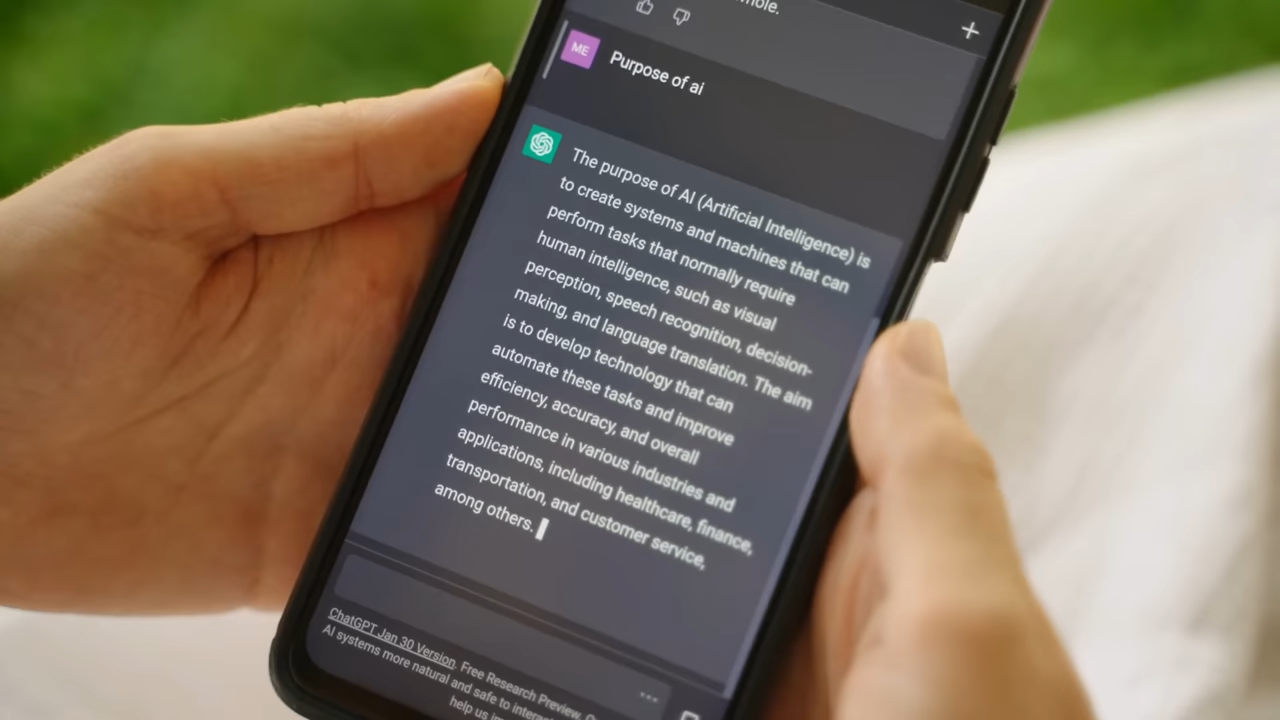 whole.
ME
Purpose of ai
The purpose of AI (Artificial Intelligence) is
to create systems and machines that can
perform tasks that normally require
human intelligence, such as visual
perception, speech recognition, decision-
making, and language translation. The aim
is to develop technology that can
automate these tasks and improve
efficiency, accuracy, and overall
performance in various industries and
applications, including healthcare, finance,
transportation, and customer service,
among others.
ChatGPT Jan 30 Version. Free Research Preview.
AI systems more natural and safe to
help us